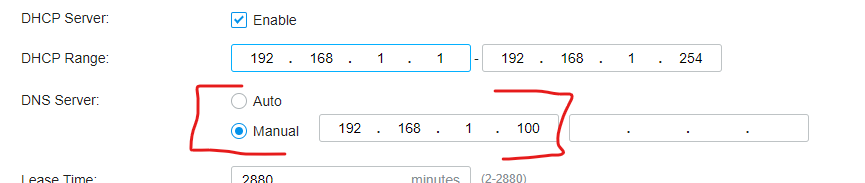 DHCP Server: Enable
DHCP Range: 192 . 168 . 1 . 1 - 192 . 168 . 1 . 254
DNS Server: Auto
Manual 192 . 168 . 1 . 100 . . .
Lease Time: 2880 minutes (2-2880)